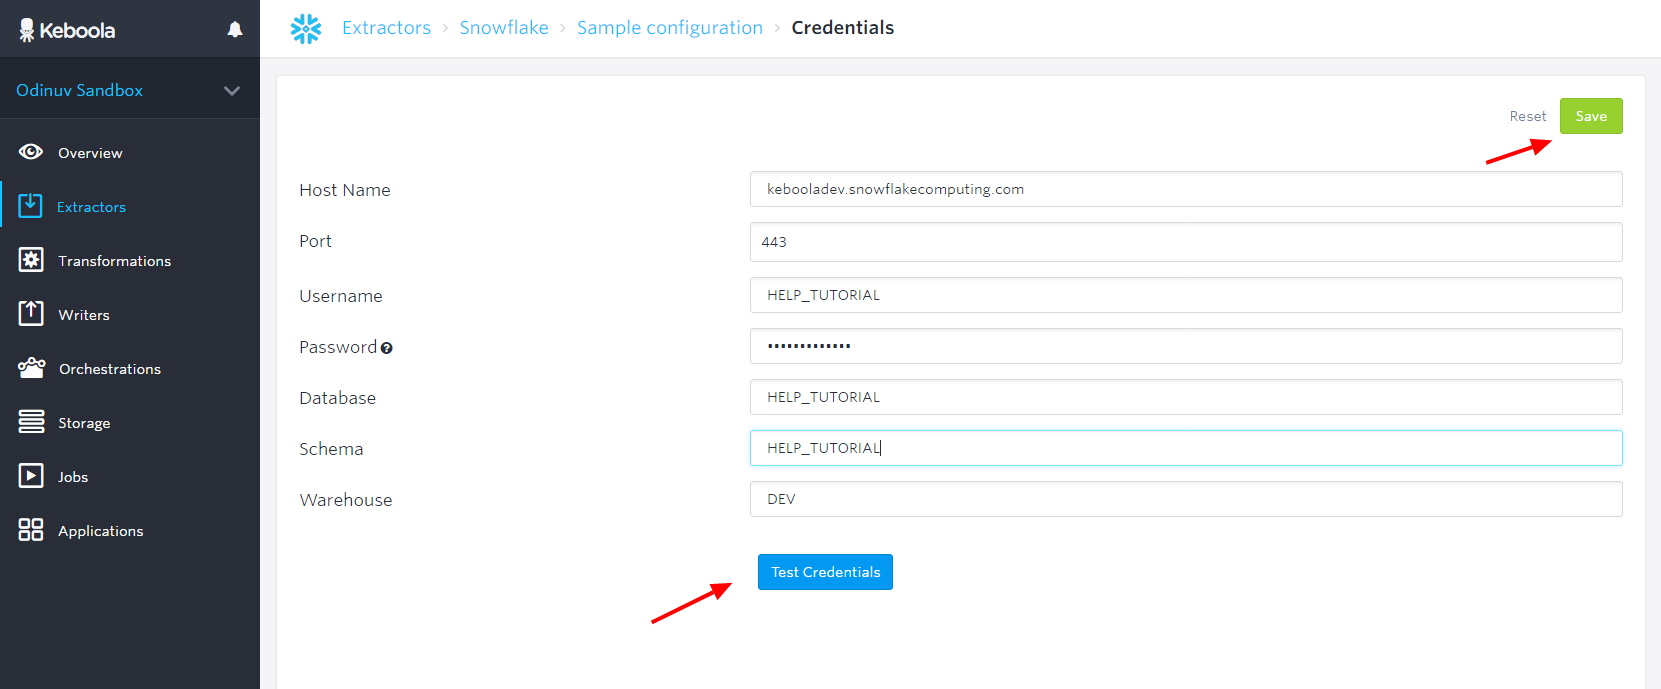 Keboola
Odinuv Sandbox
Overview
Extractors
Transformations
Writers
Orchestrations
Storage
Jobs
Applications
Extractors › Snowflake › Sample configuration › Credentials
Reset Save
Host Name kebooladev.snowflakecomputing.com
Port 443
Username HELP_TUTORIAL
Password ? •••••••••••••
Database HELP_TUTORIAL
Schema HELP_TUTORIAL
Warehouse DEV
Test Credentials